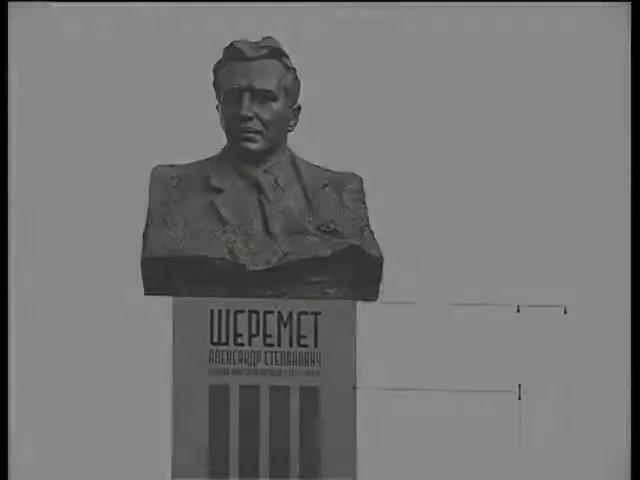 ШЕРЕМЕТ
АЛЕКСАНДР СТЕПАНОВИЧ